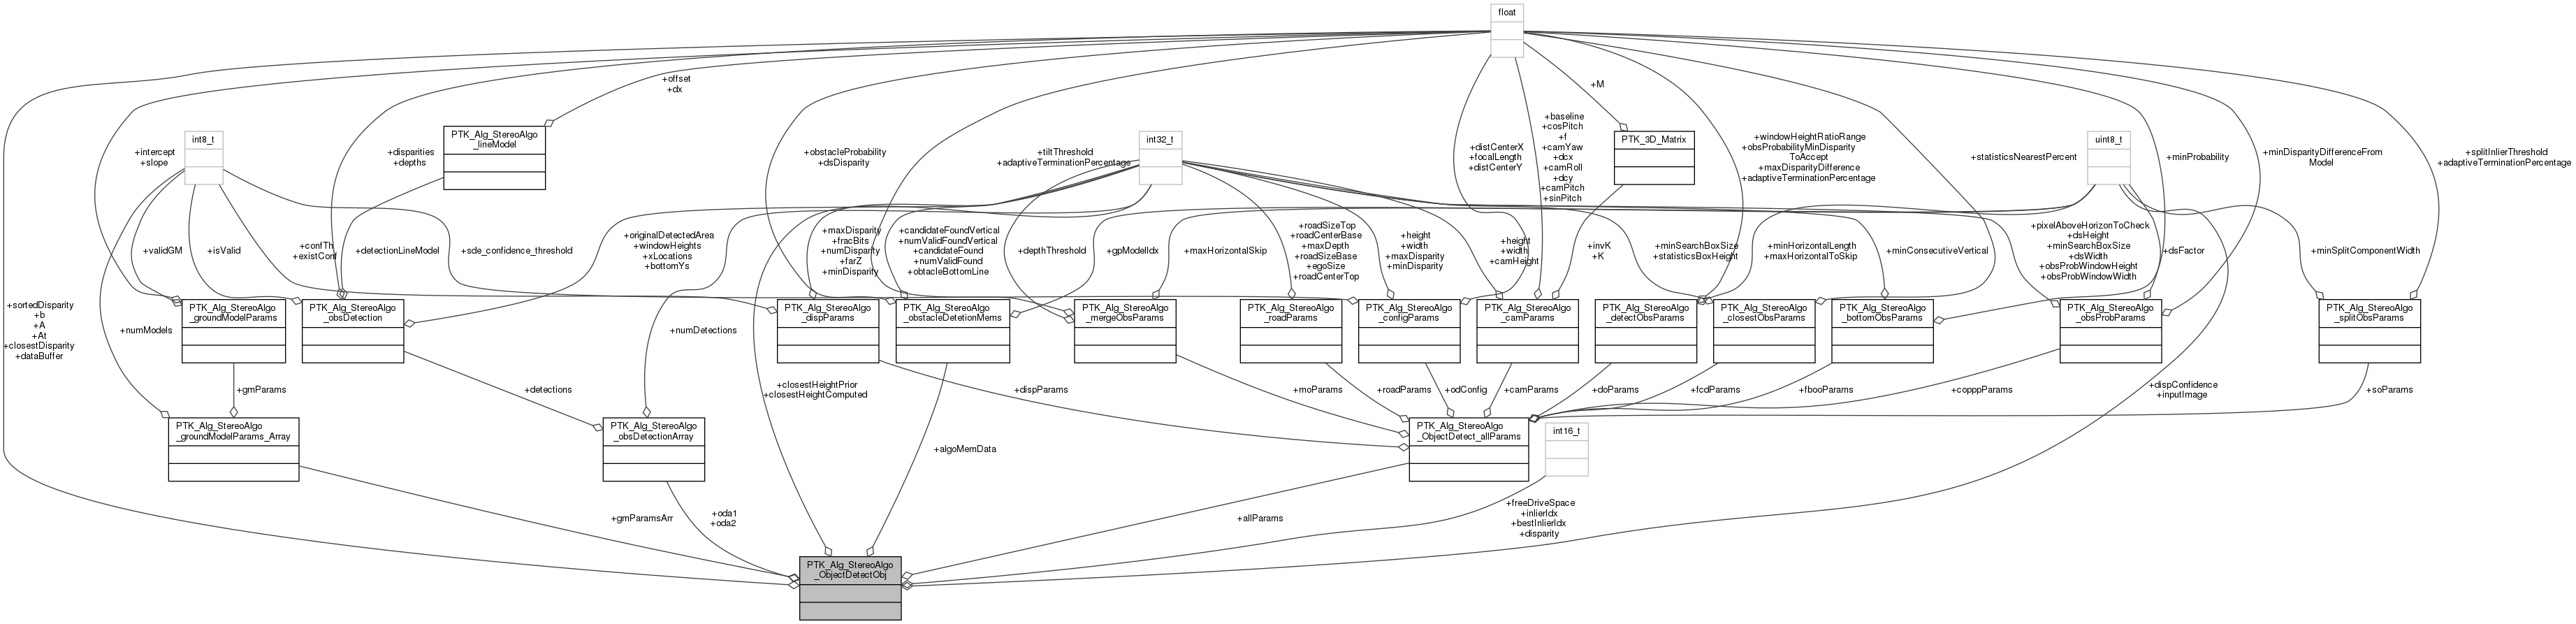 float
+offset
+dx
+M
int8_t
PTK_Alg_StereoAlgo
_lineModel
int32_t
PTK_3D_Matrix
uint8_t
+intercept
+slope
+disparities
+depths
+obstacleProbability
+dsDisparity
+tiltThreshold
+adaptiveTerminationPercentage
+distCenterX
+focalLength
+distCenterY
+baseline
+cosPitch
+f
+camYaw
+dcx
+camRoll
+dcy
+camPitch
+sinPitch
+windowHeightRatioRange
+obsProbabilityMinDisparity
ToAccept
+maxDisparityDifference
+adaptiveTerminationPercentage
+statisticsNearestPercent
+minProbability
+minDisparityDifferenceFrom
Model
+splitInlierThreshold
+adaptiveTerminationPercentage
+validGM
+isValid
+confTh
+existConf
+detectionLineModel
+sde_confidence_threshold
+originalDetectedArea
+windowHeights
+xLocations
+bottomYs
+maxDisparity
+fracBits
+numDisparity
+farZ
+minDisparity
+candidateFoundVertical
+numValidFoundVertical
+candidateFound
+numValidFound
+obtacleBottomLine
+depthThreshold
+gpModelIdx
+maxHorizontalSkip
+roadSizeTop
+roadCenterBase
+maxDepth
+roadSizeBase
+egoSize
+roadCenterTop
+height
+width
+maxDisparity
+minDisparity
+height
+width
+camHeight
+invK
+K
+minSearchBoxSize
+statisticsBoxHeight
+minHorizontalLength
+maxHorizontalToSkip
+minConsecutiveVertical
+pixelAboveHorizonToCheck
+dsHeight
+minSearchBoxSize
+dsWidth
+obsProbWindowHeight
+obsProbWindowWidth
+dsFactor
+minSplitComponentWidth
+sortedDisparity
+b
+A
+At
+closestDisparity
+dataBuffer
+numModels
PTK_Alg_StereoAlgo
_groundModelParams
PTK_Alg_StereoAlgo
_obsDetection
+numDetections
PTK_Alg_StereoAlgo
_dispParams
PTK_Alg_StereoAlgo
_obstacleDetetionMems
PTK_Alg_StereoAlgo
_mergeObsParams
PTK_Alg_StereoAlgo
_roadParams
PTK_Alg_StereoAlgo
_configParams
PTK_Alg_StereoAlgo
_camParams
PTK_Alg_StereoAlgo
_detectObsParams
PTK_Alg_StereoAlgo
_closestObsParams
PTK_Alg_StereoAlgo
_bottomObsParams
PTK_Alg_StereoAlgo
_obsProbParams
PTK_Alg_StereoAlgo
_splitObsParams
+gmParams
+detections
+closestHeightPrior
+closestHeightComputed
+dispParams
+moParams
+roadParams
+odConfig
+camParams
+doParams
+fcdParams
+fbooParams
+copppParams
+dispConfidence
+inputImage
+soParams
PTK_Alg_StereoAlgo
_groundModelParams_Array
PTK_Alg_StereoAlgo
_obsDetectionArray
+algoMemData
PTK_Alg_StereoAlgo
_ObjectDetect_allParams
int16_t
+gmParamsArr
+oda1
+oda2
+allParams
+freeDriveSpace
+inlierIdx
+bestInlierIdx
+disparity
PTK_Alg_StereoAlgo
_ObjectDetectObj